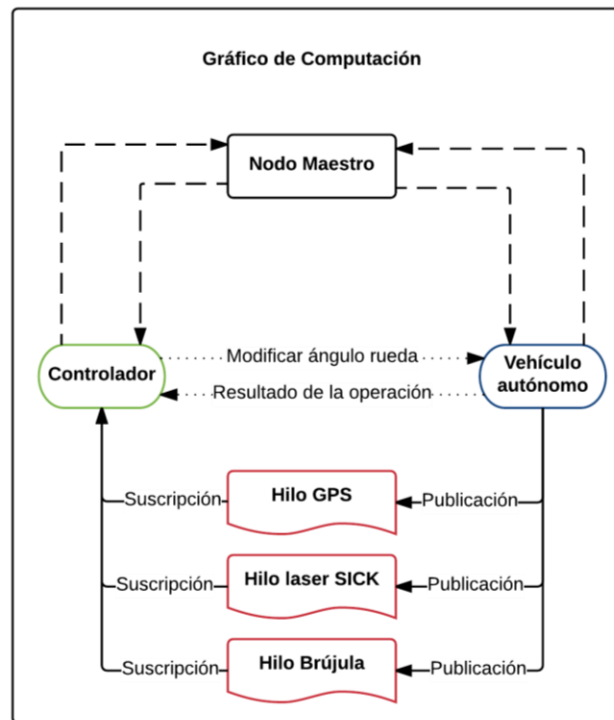 Gráfico de Computación
Nodo Maestro
Modificar ángulo rueda
Controlador
Vehículo
autónomo
Resultado de la operación
Suscripción
Hilo GPS
Publicación
Suscripción
Hilo laser SICK
Publicación
Suscripción
Hilo Brújula
Publicación